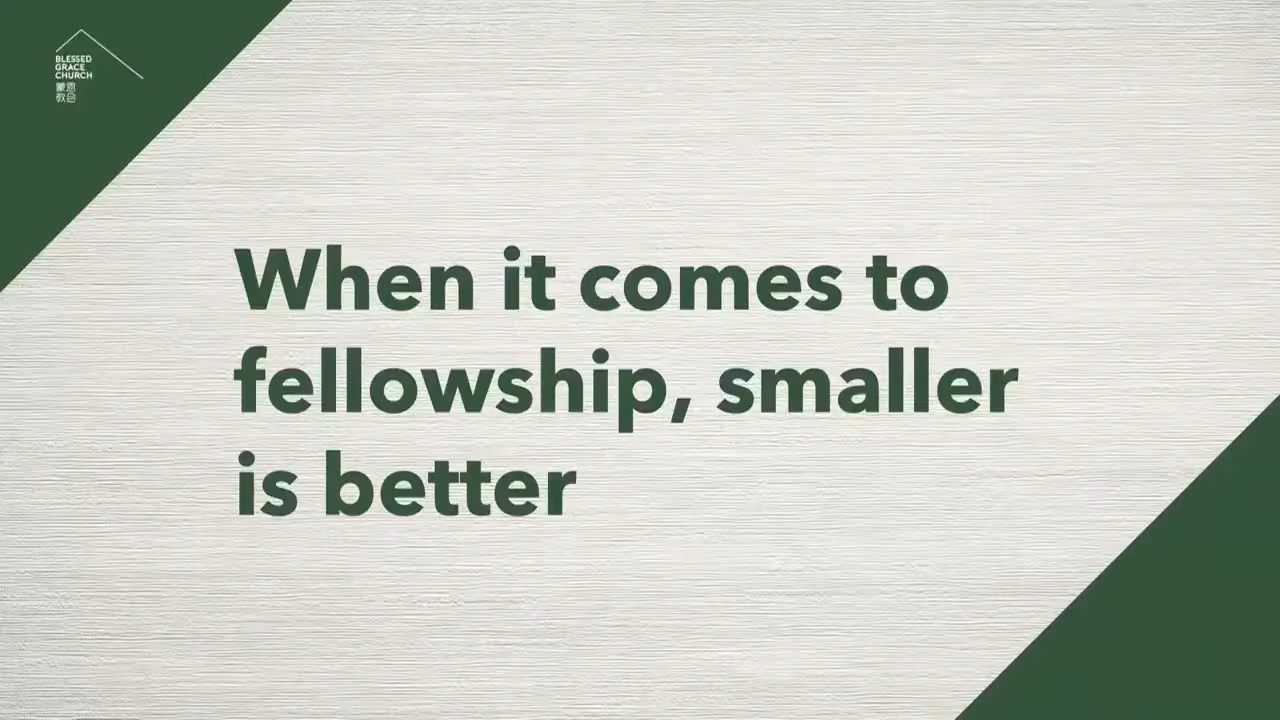 BLESSED
GRACE
CHURCH
蒙恩
教會
When it comes to
fellowship, smaller
is better